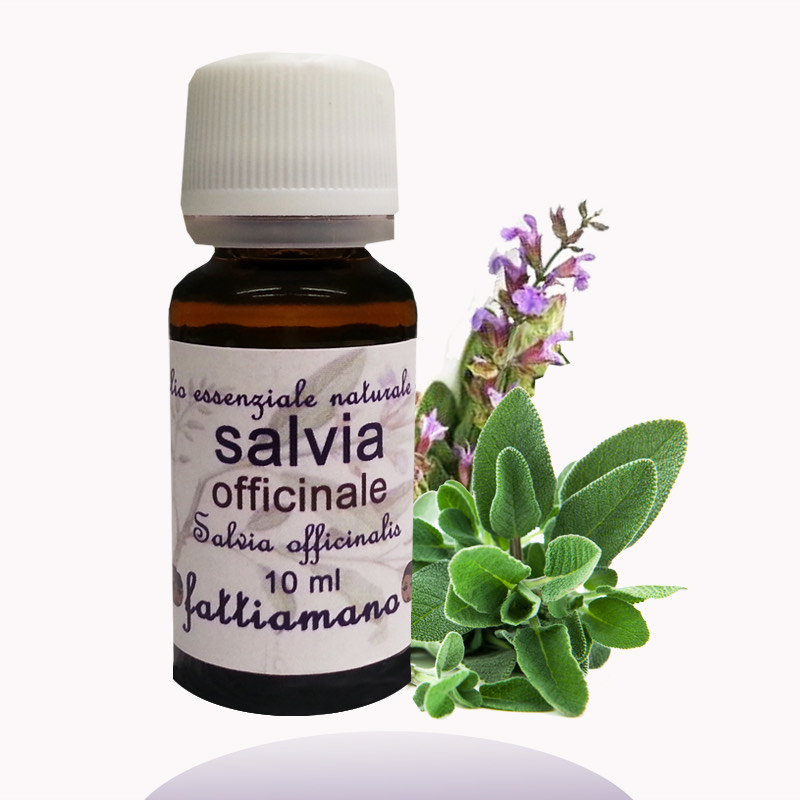 lio essenziale naturale
salvia
officinale
Salvia officinalis
10 ml
fattiamano